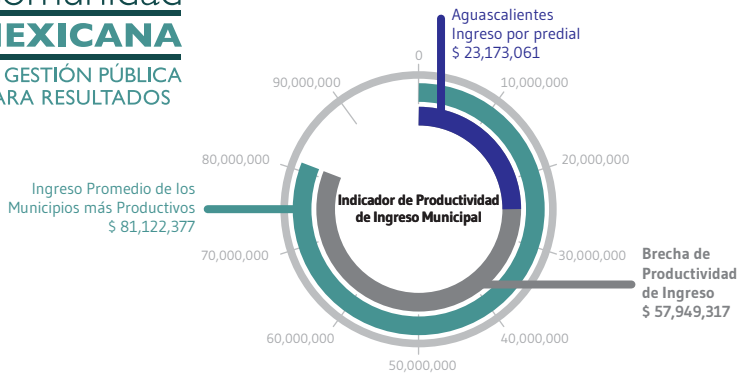 MEXICANA
GESTIÓN PÚBLICA
PARA RESULTADOS
Aguascalientes
Ingreso por predial
$ 23,173,061
0
10,000,000
20,000,000
30,000,000
40,000,000
50,000,000
60,000,000
70,000,000
80,000,000
90,000,000
Ingreso Promedio de los
Municipios más Productivos
$ 81,122,377
Indicador de Productividad
de Ingreso Municipal
Brecha de
Productividad
de Ingreso
$ 57,949,317